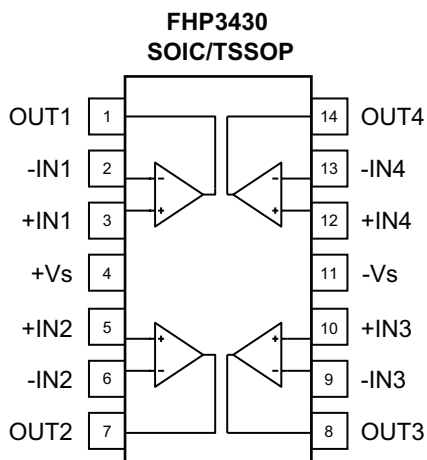 FHP3430
SOIC/TSSOP
OUT1 1 14 OUT4
-IN1 2 - - 13 -IN4
+IN1 3 + + 12 +IN4
+Vs 4 11 -Vs
+IN2 5 + + 10 +IN3
-IN2 6 - - 9 -IN3
OUT2 7 8 OUT3